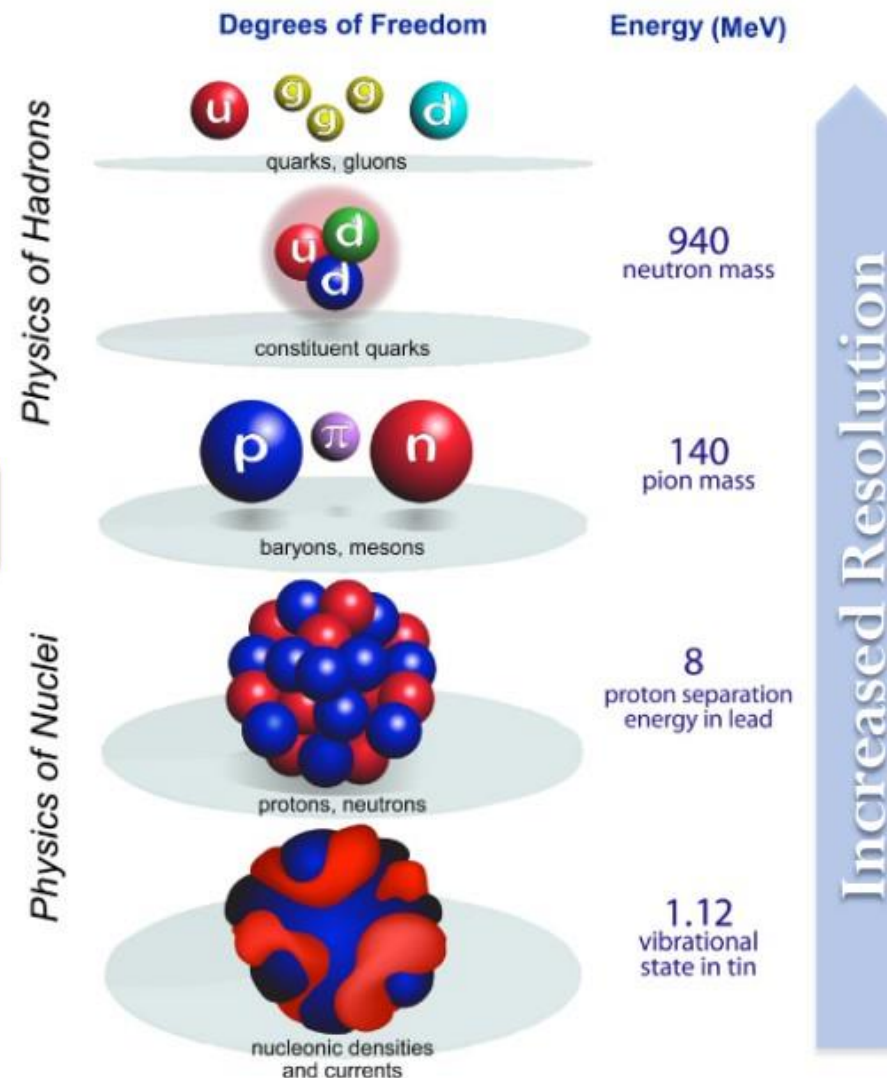 Degrees of Freedom
Energy (MeV)
Physics of Hadrons
u g g g d
quarks, gluons
u d d
constituent quarks
940
neutron mass
p π n
baryons, mesons
140
pion mass
Physics of Nuclei
protons, neutrons
8
proton separation
energy in lead
nucleonic densities
and currents
1.12
vibrational
state in tin
Increased Resolution